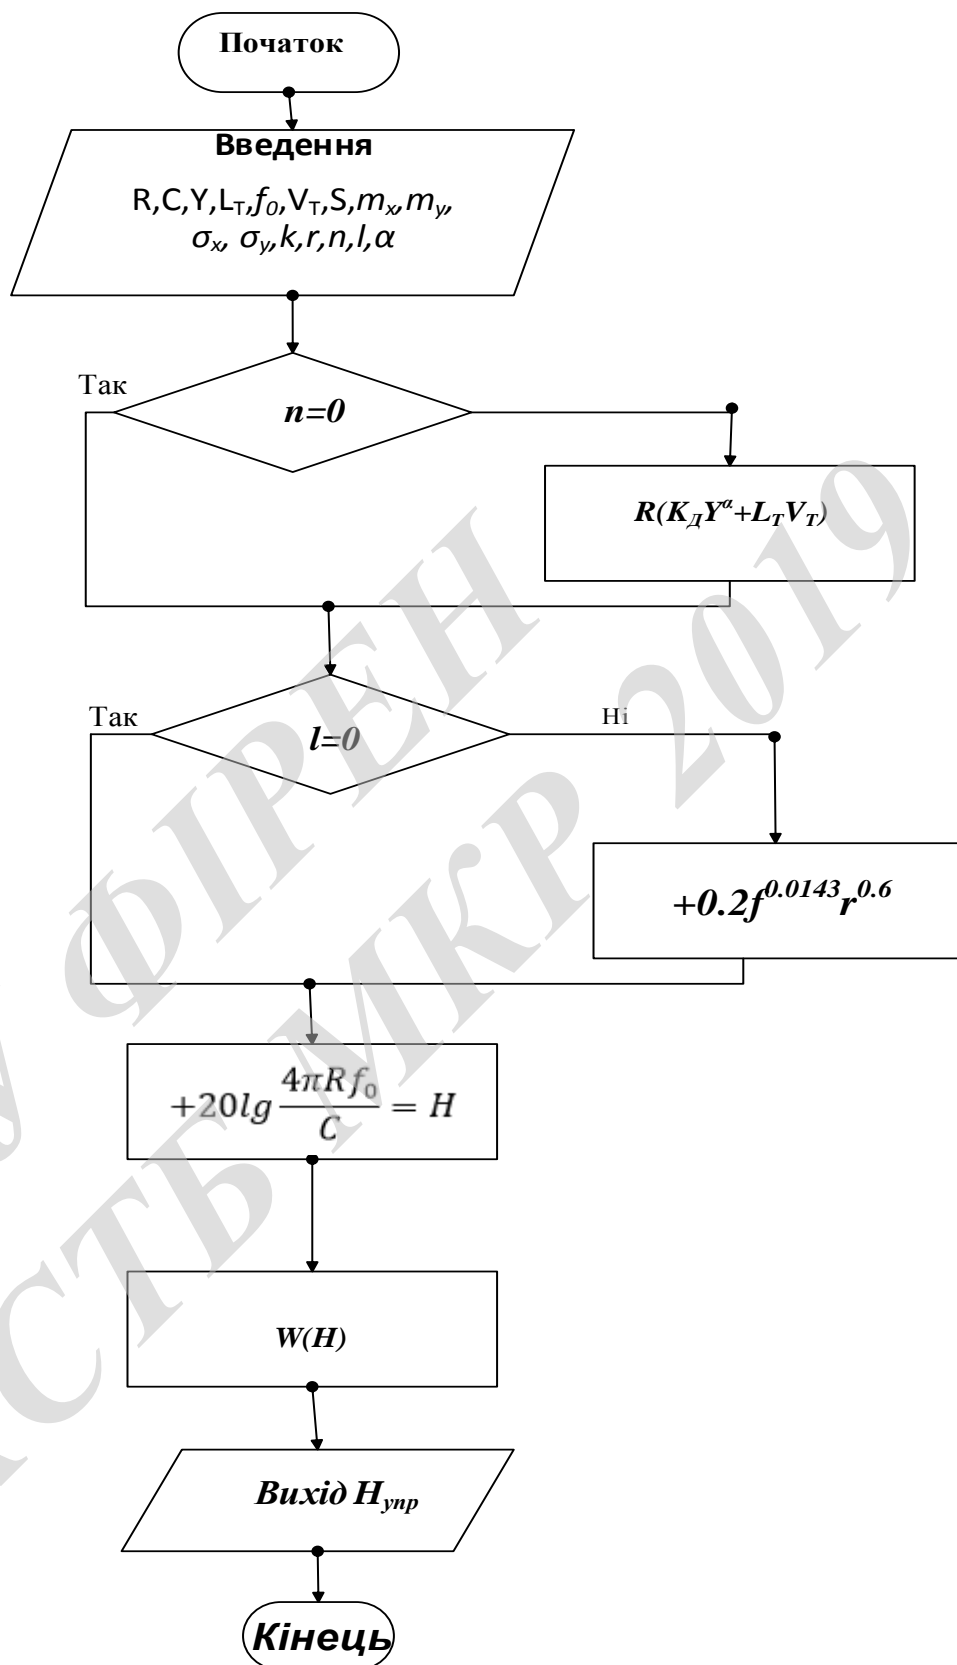 Початок
Введення
R,C,Y,L_T,f_0,V_T,S,m_x,m_y,
σ_x, σ_y,k,r,n,l,α
Так
n=0
R(K_Д Y^α+L_T V_T)
Так
l=0
Ні
+0.2f^0.0143 r^0.6
+20lg 4πRf_0/C = H
W(H)
Вихід H_упр
Кінець
У ФІРЕН
СТЬ МКР 2019